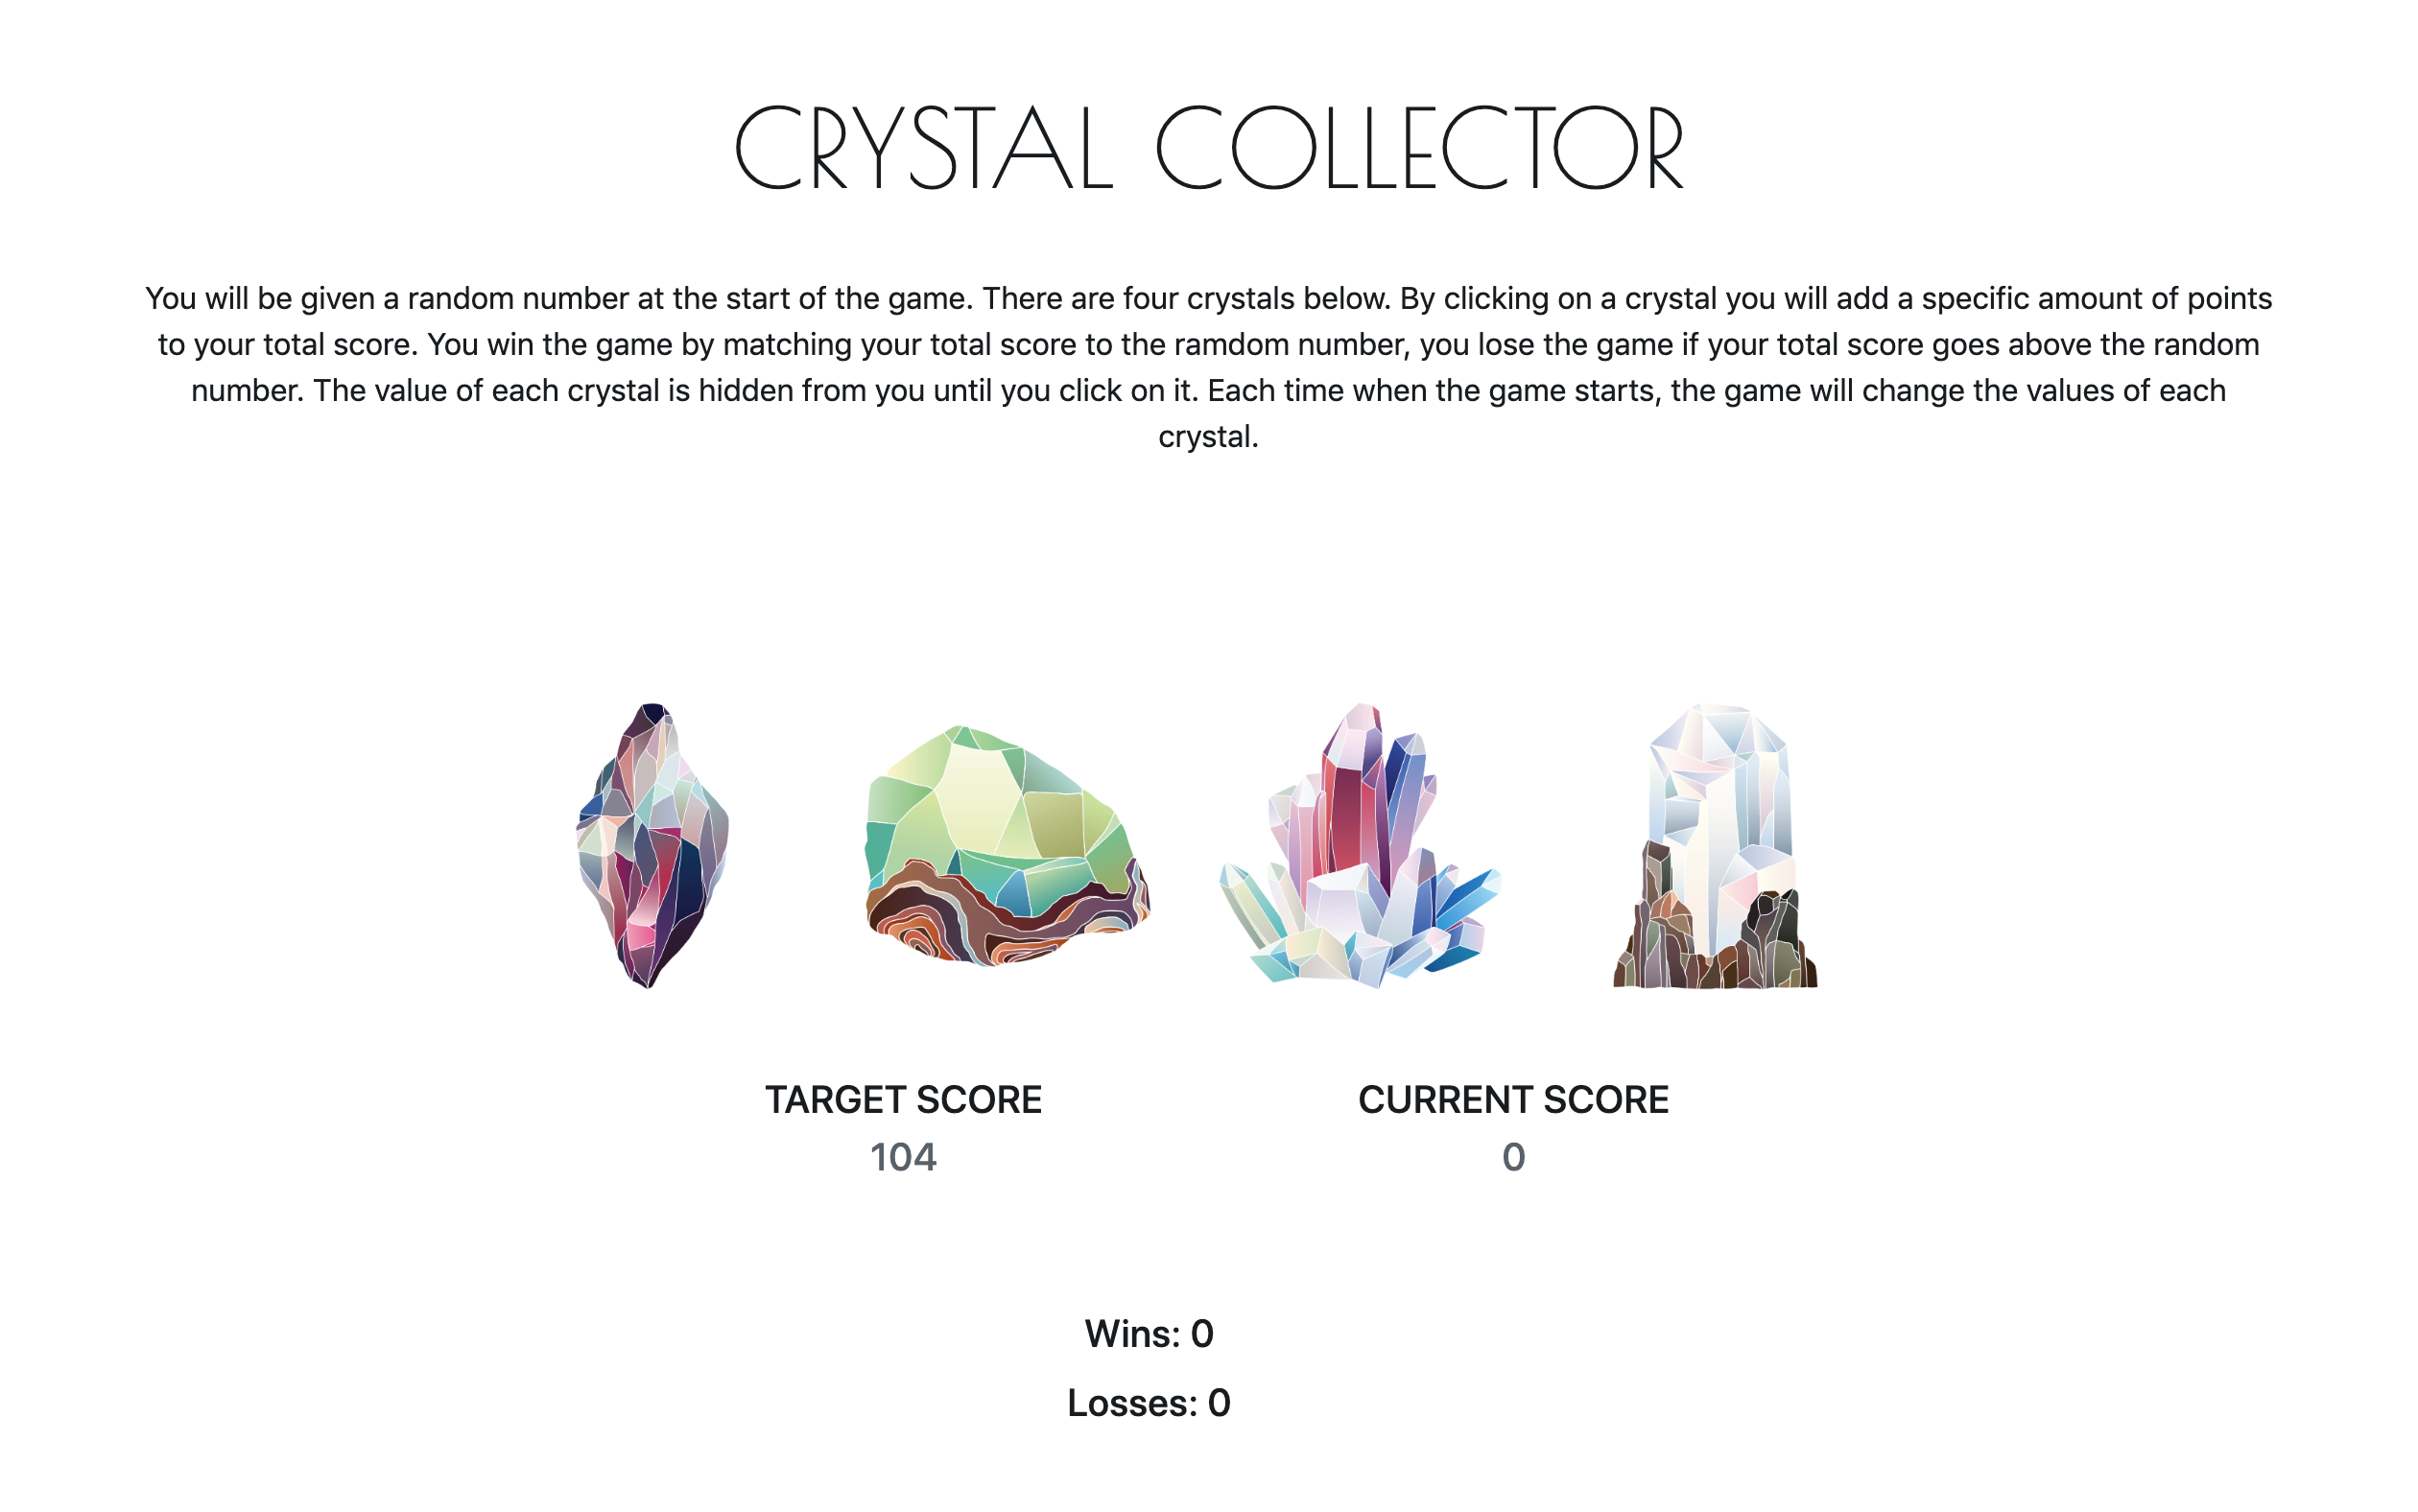 CRYSTAL COLLECTOR
You will be given a random number at the start of the game. There are four crystals below. By clicking on a crystal you will add a specific amount of points
to your total score. You win the game by matching your total score to the ramdom number, you lose the game if your total score goes above the random
number. The value of each crystal is hidden from you until you click on it. Each time when the game starts, the game will change the values of each
crystal.
TARGET SCORE
104
CURRENT SCORE
0
Wins: 0
Losses: 0